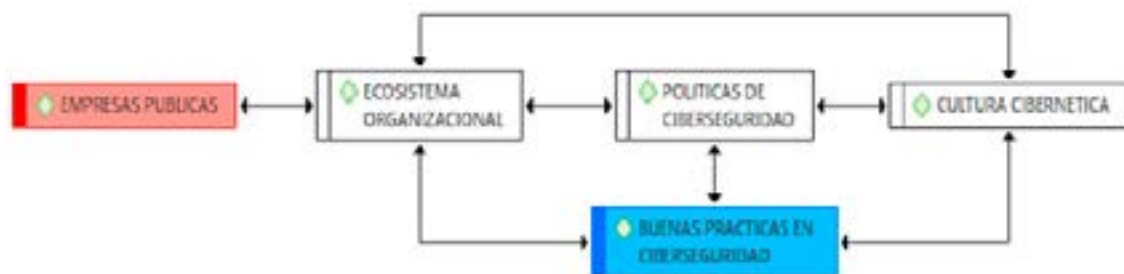 EMPRESAS PUBLICAS
ECOSISTEMA
ORGANIZACIONAL
POLITICAS DE
CIBERSEGURIDAD
CULTURA CIBERNETICA
BUENAS PRACTICAS EN
CIBERSEGURIDAD